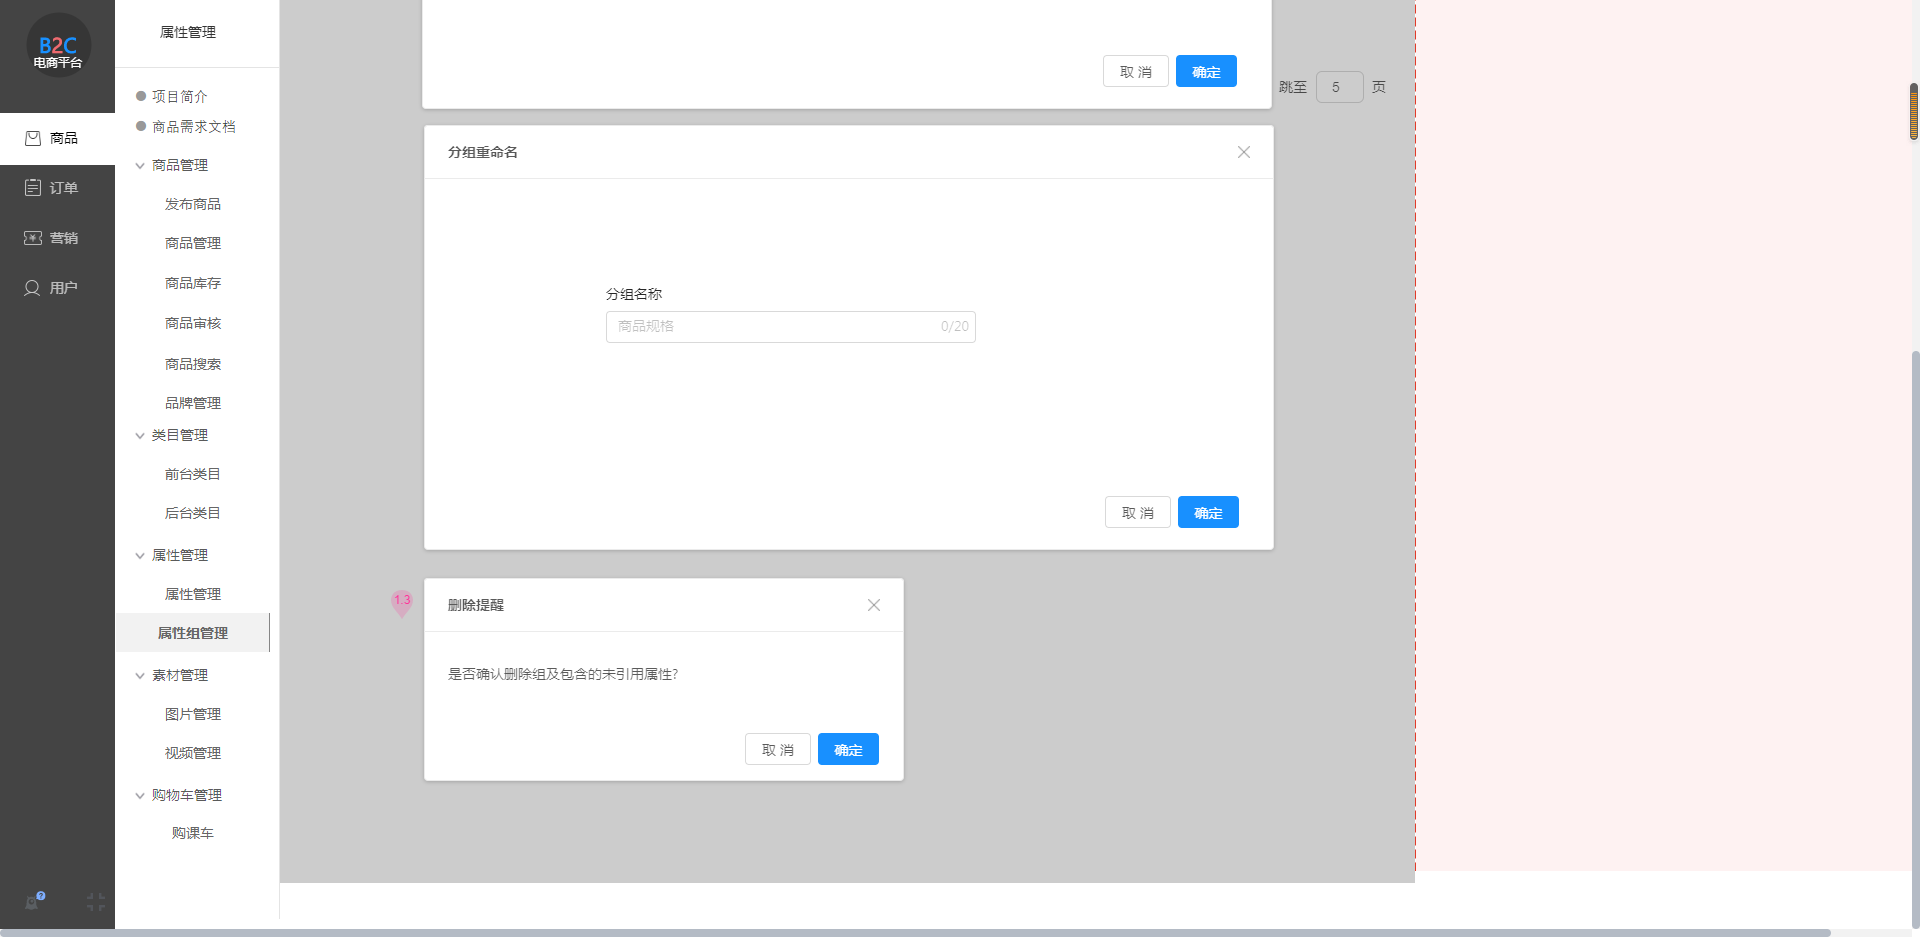 B2C
电商平台
商品
订单
营销
用户
属性管理
项目简介
商品需求文档
商品管理
发布商品
商品管理
商品库存
商品审核
商品搜索
品牌管理
类目管理
前台类目
后台类目
属性管理
属性管理
属性组管理
素材管理
图片管理
视频管理
购物车管理
购课车
取 消
确定
跳至 5 页
分组重命名
分组名称
商品规格 0/20
取 消
确定
1.3
删除提醒
是否确认删除组及包含的未引用属性?
取 消
确定
?